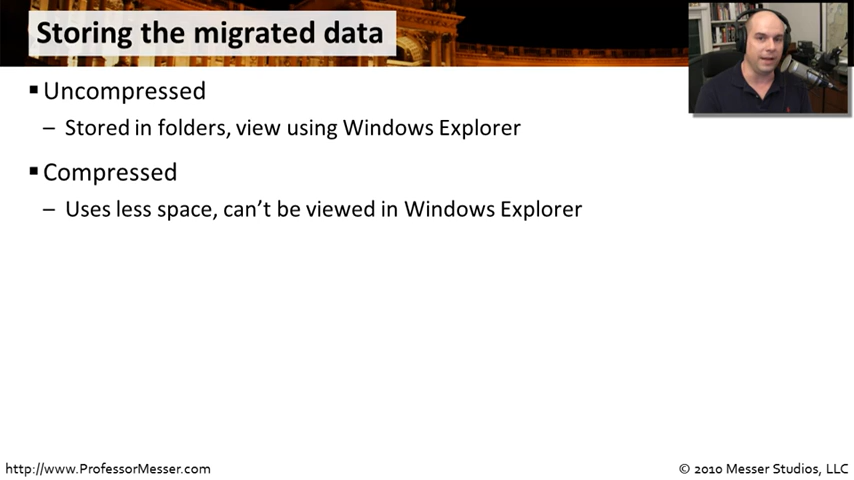 Storing the migrated data
▪ Uncompressed
– Stored in folders, view using Windows Explorer
▪ Compressed
– Uses less space, can’t be viewed in Windows Explorer
http://www.ProfessorMesser.com
© 2010 Messer Studios, LLC